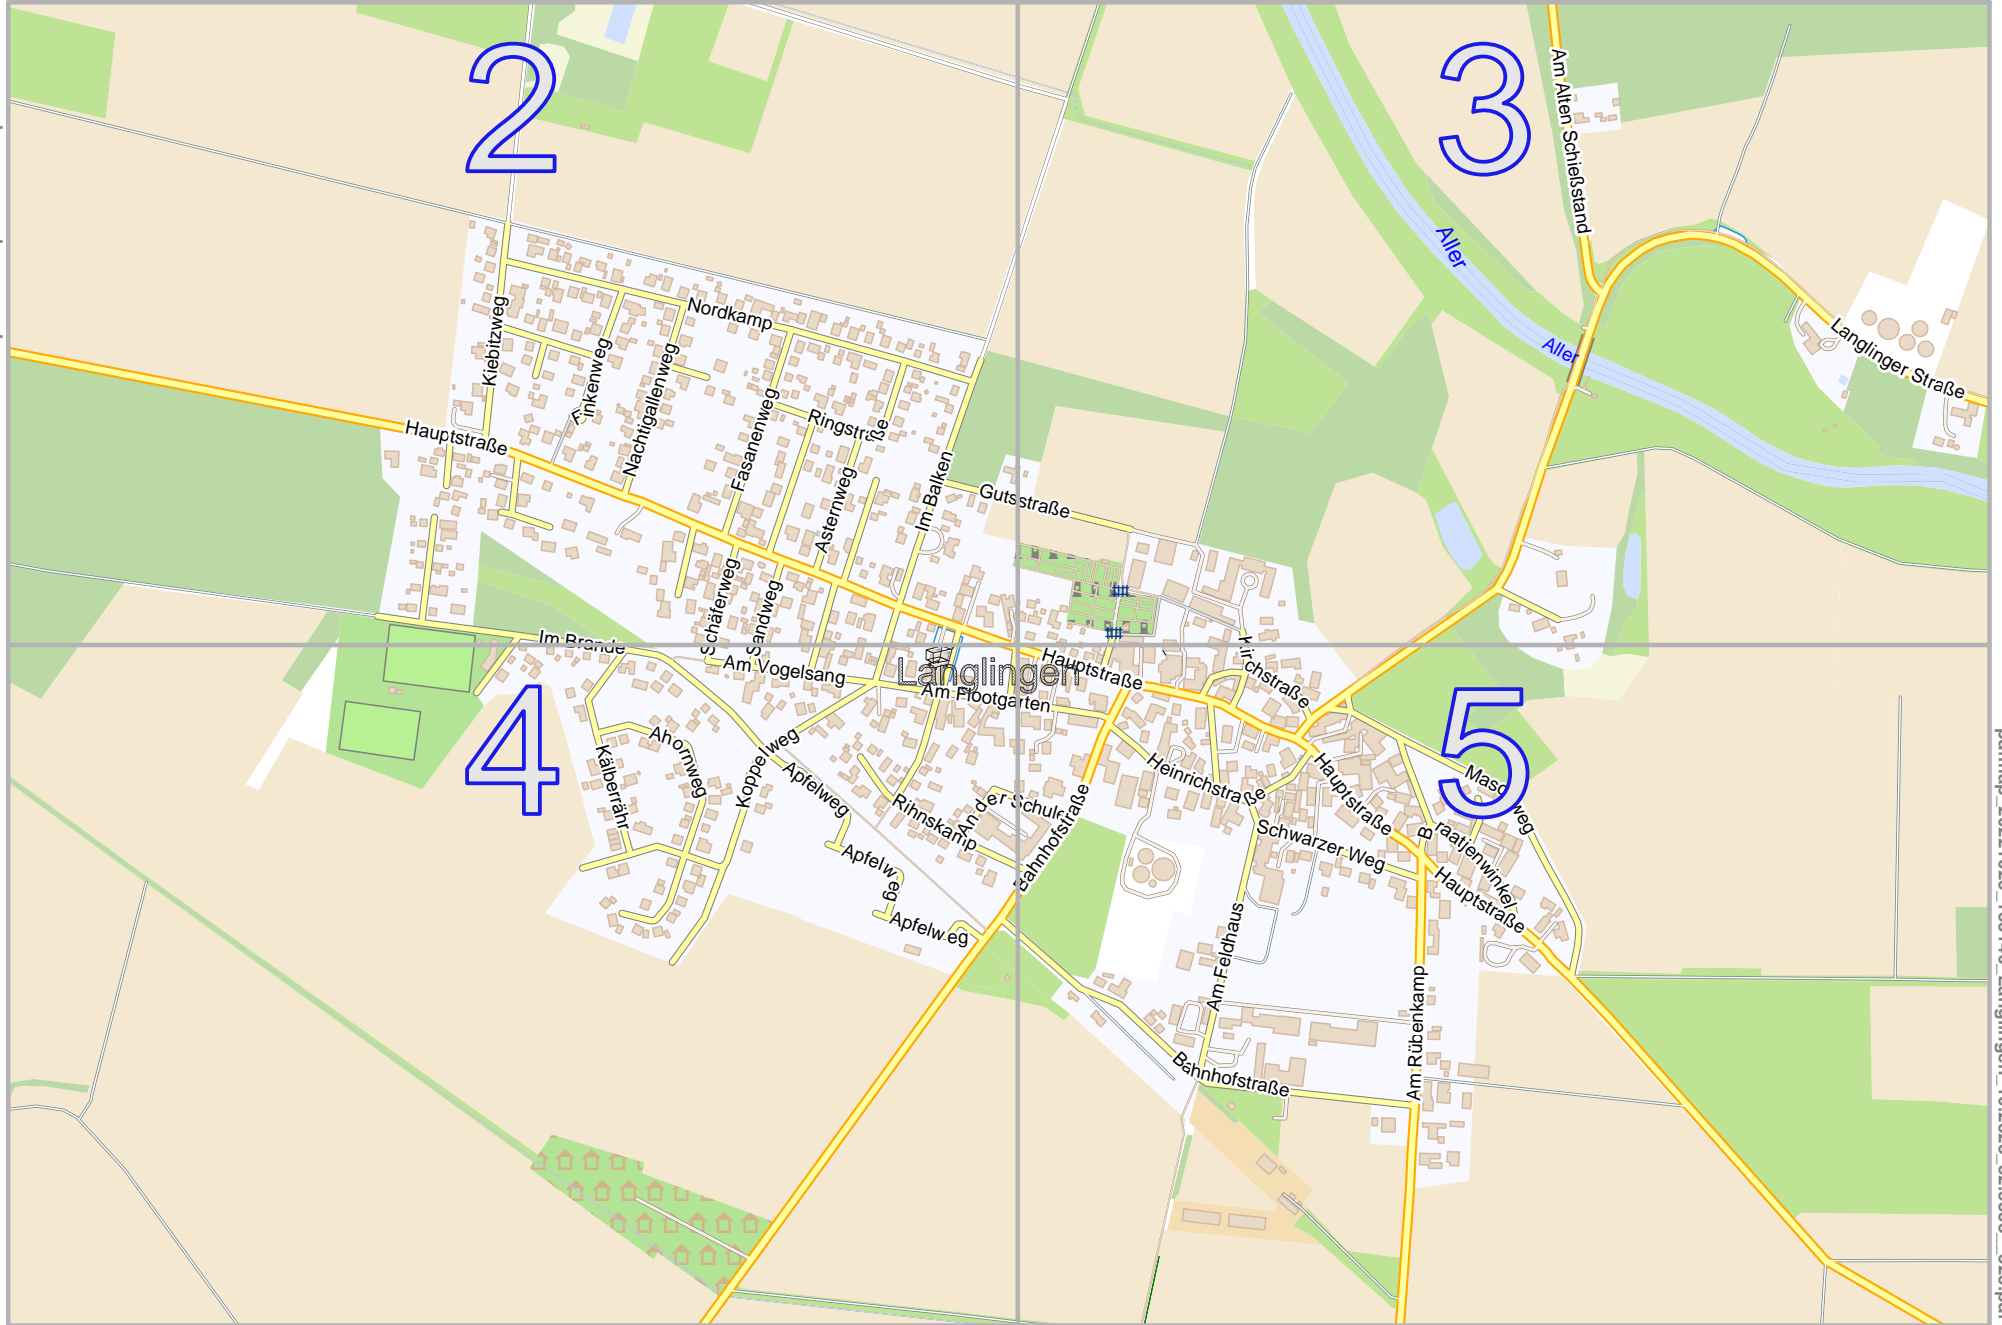 2
3
Am Alten Schießstand
Aller
Aller
Langlinger Straße
Nordkamp
Kiebitzweg
Finkenweg
Nachtigallenweg
Fasanenweg
Ringstraße
Hauptstraße
Asternweg
Im Balken
Gutsstraße
Schäferweg
Sandweg
Im Brande
Am Vogelsang
Langlingen
Hauptstraße
Kirchstraße
Am Flootgarten
4
5
Ahornweg
Kälberrähr
Koppelweg
Apfelweg
Rihnskamp
An der Schule
Bahnhofstraße
Heinrichstraße
Hauptstraße
Maschweg
Schwarzer Weg
Braatjenwinkel
Apfelweg
Hauptstraße
Apfelweg
Am Feldhaus
Am Rübenkamp
Bahnhofstraße